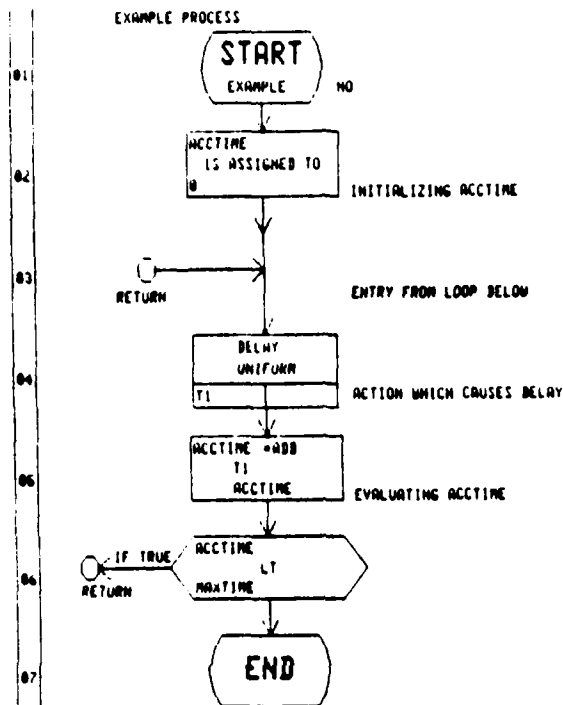 EXAMPLE PROCESS
01
START
EXAMPLE NO
02
ACCTIME
IS ASSIGNED TO
0
INITIALIZING ACCTIME
03
RETURN
ENTRY FROM LOOP BELOW
04
DELAY
UNIFORM
T1
ACTION WHICH CAUSES DELAY
05
ACCTIME =ADD
T1
ACCTIME
EVALUATING ACCTIME
06
IF TRUE
RETURN
ACCTIME
LT
MAXTIME
07
END